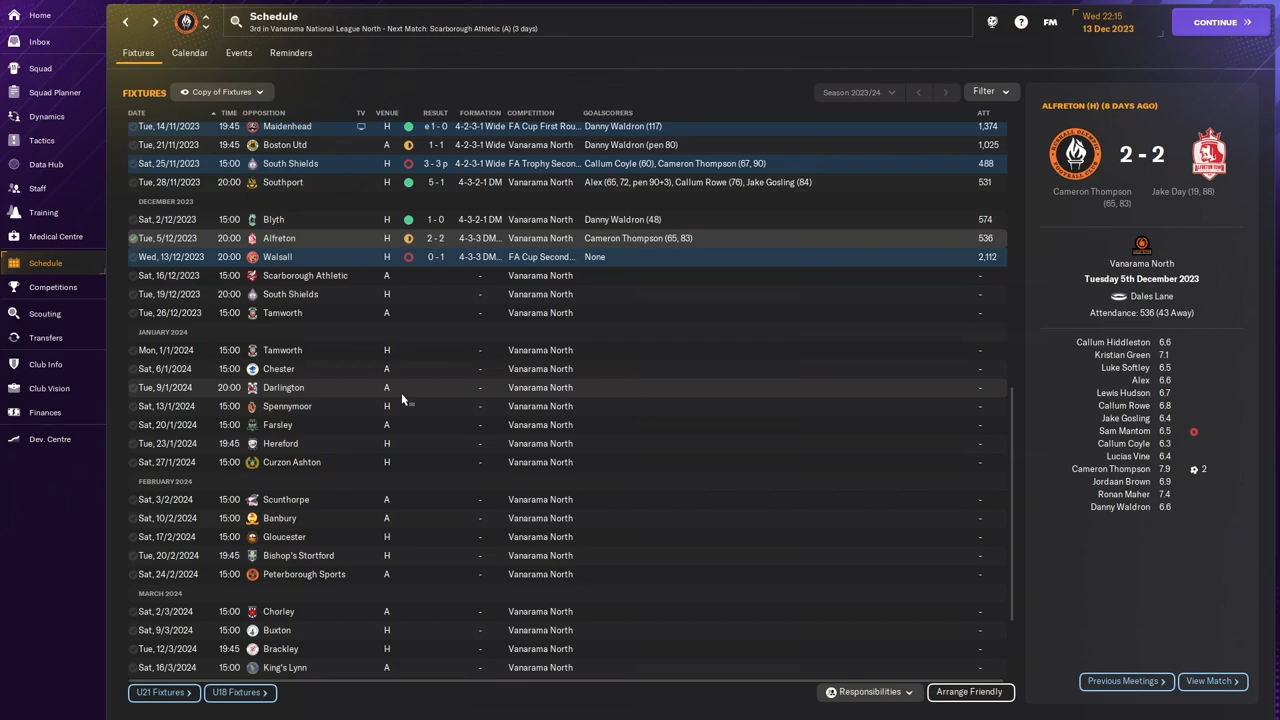 Home
Inbox
Squad
Squad Planner
Dynamics
Tactics
Data Hub
Staff
Training
Medical Centre
Schedule
Competitions
Scouting
Transfers
Club Info
Club Vision
Finances
Dev. Centre
Schedule
3rd in Vanarama National League North - Next Match: Scarborough Athletic (A) (3 days)
FM
Wed 22:15
13 Dec 2023
CONTINUE
Fixtures Calendar Events Reminders
FIXTURES Copy of Fixtures Season 2023/24 Filter
DATE TIME OPPOSITION TV VENUE RESULT FORMATION COMPETITION GOALSCORERS ATT
Tue, 14/11/2023 19:45 Maidenhead H e 1 - 0 4-2-3-1 Wide FA Cup First Rou... Danny Waldron (117) 1,374
Tue, 21/11/2023 19:45 Boston Utd A 1 - 1 4-2-3-1 Wide Vanarama North Danny Waldron (pen 80) 1,025
Sat, 25/11/2023 15:00 South Shields H 3 - 3 p 4-2-3-1 Wide FA Trophy Secon... Callum Coyle (60), Cameron Thompson (67, 90) 488
Tue, 28/11/2023 20:00 Southport H 5 - 1 4-3-2-1 DM Vanarama North Alex (65, 72, pen 90+3), Callum Rowe (76), Jake Gosling (84) 531
DECEMBER 2023
Sat, 2/12/2023 15:00 Blyth H 1 - 0 4-3-2-1 DM Vanarama North Danny Waldron (48) 574
Tue, 5/12/2023 20:00 Alfreton H 2 - 2 4-3-3 DM... Vanarama North Cameron Thompson (65, 83) 536
Wed, 13/12/2023 20:00 Walsall H 0 - 1 4-3-3 DM... FA Cup Second... None 2,112
Sat, 16/12/2023 15:00 Scarborough Athletic A - Vanarama North -
Tue, 19/12/2023 20:00 South Shields H - Vanarama North -
Tue, 26/12/2023 15:00 Tamworth A - Vanarama North -
JANUARY 2024
Mon, 1/1/2024 15:00 Tamworth H - Vanarama North -
Sat, 6/1/2024 15:00 Chester A - Vanarama North -
Tue, 9/1/2024 20:00 Darlington A - Vanarama North -
Sat, 13/1/2024 15:00 Spennymoor H - Vanarama North -
Sat, 20/1/2024 15:00 Farsley A - Vanarama North -
Tue, 23/1/2024 19:45 Hereford H - Vanarama North -
Sat, 27/1/2024 15:00 Curzon Ashton H - Vanarama North -
FEBRUARY 2024
Sat, 3/2/2024 15:00 Scunthorpe A - Vanarama North -
Sat, 10/2/2024 15:00 Banbury A - Vanarama North -
Sat, 17/2/2024 15:00 Gloucester H - Vanarama North -
Tue, 20/2/2024 19:45 Bishop's Stortford H - Vanarama North -
Sat, 24/2/2024 15:00 Peterborough Sports A - Vanarama North -
MARCH 2024
Sat, 2/3/2024 15:00 Chorley A - Vanarama North -
Sat, 9/3/2024 15:00 Buxton H - Vanarama North -
Tue, 12/3/2024 19:45 Brackley H - Vanarama North -
Sat, 16/3/2024 15:00 King's Lynn A - Vanarama North -
U21 Fixtures U18 Fixtures Responsibilities Arrange Friendly
ALFRETON (H) (8 DAYS AGO)
2 - 2
Cameron Thompson (65, 83)
Jake Day (19, 88)
Vanarama North
Tuesday 5th December 2023
Dales Lane
Attendance: 536 (43 Away)
Callum Hiddleston 6.6
Kristian Green 7.1
Luke Softley 6.5
Alex 6.6
Lewis Hudson 6.7
Callum Rowe 6.8
Jake Gosling 6.4
Sam Mantom 6.5
Callum Coyle 6.3
Lucias Vine 6.4
Cameron Thompson 7.9 2
Jordaan Brown 6.9
Ronan Maher 7.4
Danny Waldron 6.6
Previous Meetings View Match